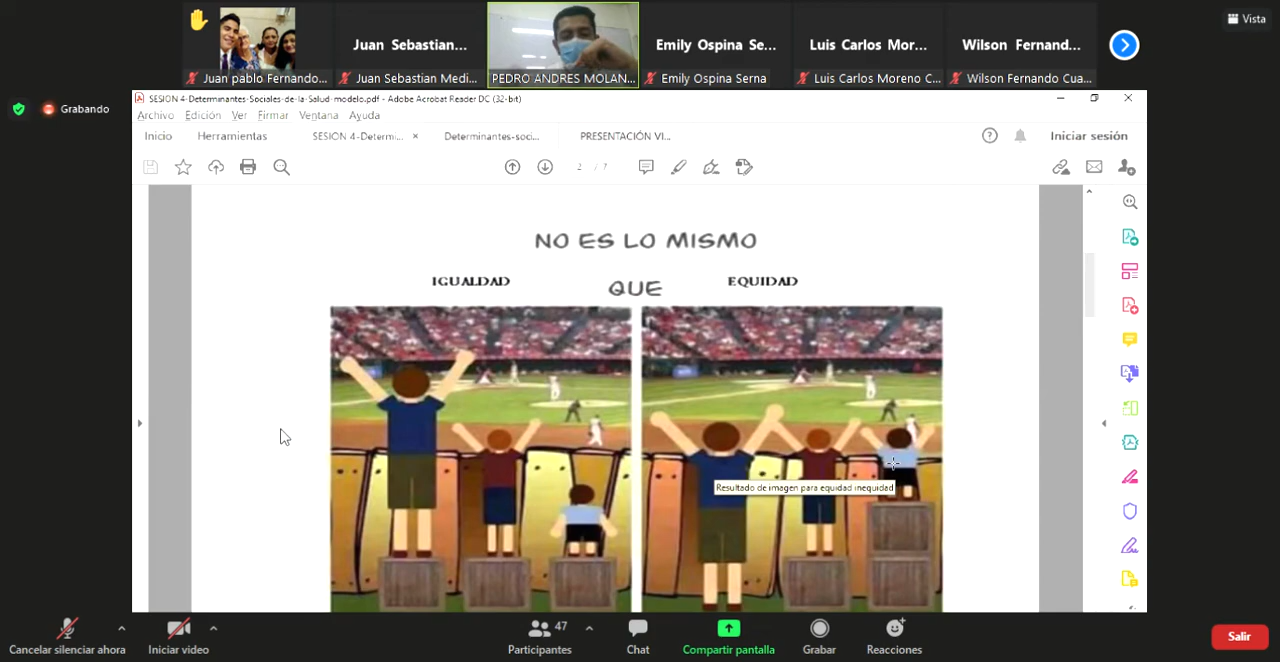 Juan Sebastian...
Emily Ospina Se...
Luis Carlos Mor...
Wilson Fernand...
Vista
Juan pablo Fernando...
Juan Sebastian Medi...
PEDRO ANDRES MOLAN...
Emily Ospina Serna
Luis Carlos Moreno C...
Wilson Fernando Cua...
Grabando
SESION 4-Determinantes-Sociales-de-la-Salud-modelo.pdf - Adobe Acrobat Reader DC (32-bit)
Archivo Edición Ver Firmar Ventana Ayuda
Inicio Herramientas SESION 4-Determi... × Determinantes-soci... PRESENTACIÓN VI... Iniciar sesión
2 / 7
NO ES LO MISMO
IGUALDAD QUE EQUIDAD
Resultado de imagen para equidad inequidad
47
Cancelar silenciar ahora Iniciar video Participantes Chat Compartir pantalla Grabar Reacciones Salir